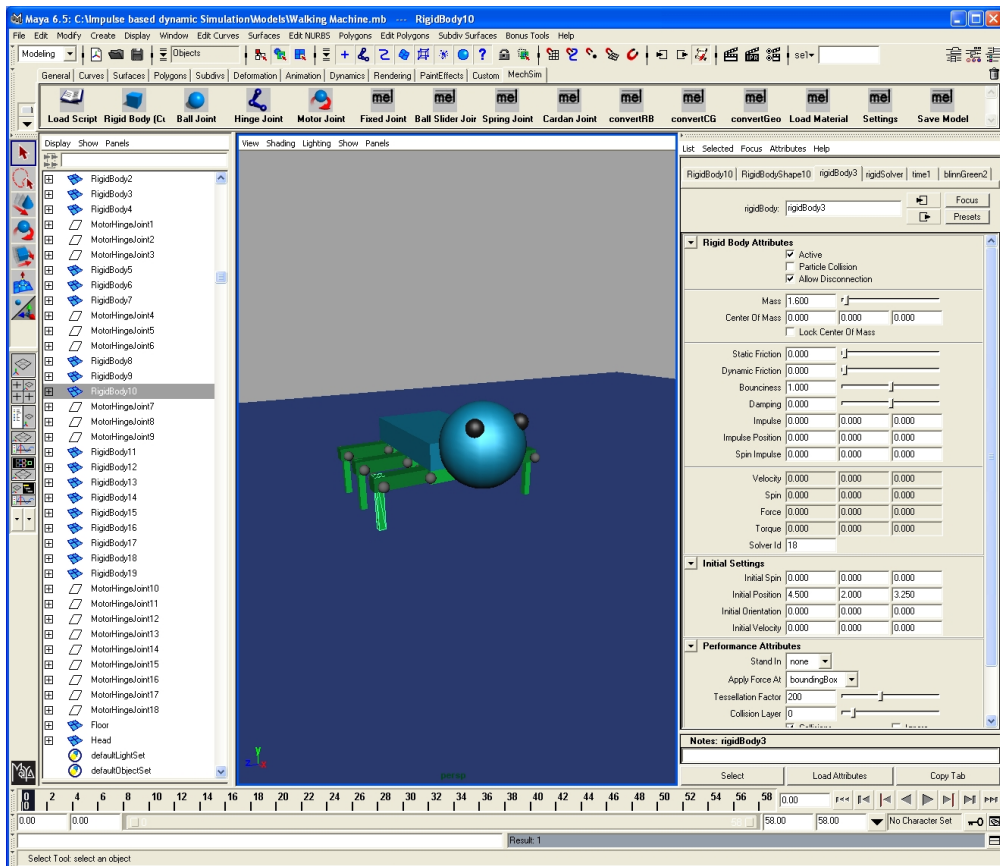 Maya 6.5: C:\Impulse based dynamic Simulation\Models\Walking Machine.mb --- RigidBody10
File Edit Modify Create Display Window Edit Curves Surfaces Edit NURBS Polygons Edit Polygons Subdiv Surfaces Bonus Tools Help
Modeling Objects sel
General Curves Surfaces Polygons Subdivs Deformation Animation Dynamics Rendering PaintEffects Custom MechSim
mel mel mel mel mel mel mel mel mel mel
Load Script Rigid Body (Cu Ball Joint Hinge Joint Motor Joint Fixed Joint Ball Slider Joir Spring Joint Cardan Joint convertRB convertCG convertGeo Load Material Settings Save Model
Display Show Panels
RigidBody2
RigidBody3
RigidBody4
MotorHingeJoint1
MotorHingeJoint2
MotorHingeJoint3
RigidBody5
RigidBody6
RigidBody7
MotorHingeJoint4
MotorHingeJoint5
MotorHingeJoint6
RigidBody8
RigidBody9
RigidBody10
MotorHingeJoint7
MotorHingeJoint8
MotorHingeJoint9
RigidBody11
RigidBody12
RigidBody13
RigidBody14
RigidBody15
RigidBody16
RigidBody17
RigidBody18
RigidBody19
MotorHingeJoint10
MotorHingeJoint11
MotorHingeJoint12
MotorHingeJoint13
MotorHingeJoint14
MotorHingeJoint15
MotorHingeJoint16
MotorHingeJoint17
MotorHingeJoint18
Floor
Head
defaultLightSet
defaultObjectSet
View Shading Lighting Show Panels
y
z x
persp
List Selected Focus Attributes Help
RigidBody10 RigidBodyShape10 rigidBody3 rigidSolver time1 blinnGreen2
rigidBody: rigidBody3
Focus
Presets
Rigid Body Attributes
Active
Particle Collision
Allow Disconnection
Mass 1.600
Center Of Mass 0.000 0.000 0.000
Lock Center Of Mass
Static Friction 0.000
Dynamic Friction 0.000
Bounciness 1.000
Damping 0.000
Impulse 0.000 0.000 0.000
Impulse Position 0.000 0.000 0.000
Spin Impulse 0.000 0.000 0.000
Velocity 0.000 0.000 0.000
Spin 0.000 0.000 0.000
Force 0.000 0.000 0.000
Torque 0.000 0.000 0.000
Solver Id 18
Initial Settings
Initial Spin 0.000 0.000 0.000
Initial Position 4.500 2.000 3.250
Initial Orientation 0.000 0.000 0.000
Initial Velocity 0.000 0.000 0.000
Performance Attributes
Stand In none
Apply Force At boundingBox
Tessellation Factor 200
Collision Layer 0
Collisions Ignore
Notes: rigidBody3
Select Load Attributes Copy Tab
MAYA
0 2 4 6 8 10 12 14 16 18 20 22 24 26 28 30 32 34 36 38 40 42 44 46 48 50 52 54 56 58 0.00
0.00 0.00 58.00 58.00 No Character Set
Result: 1
Select Tool: select an object